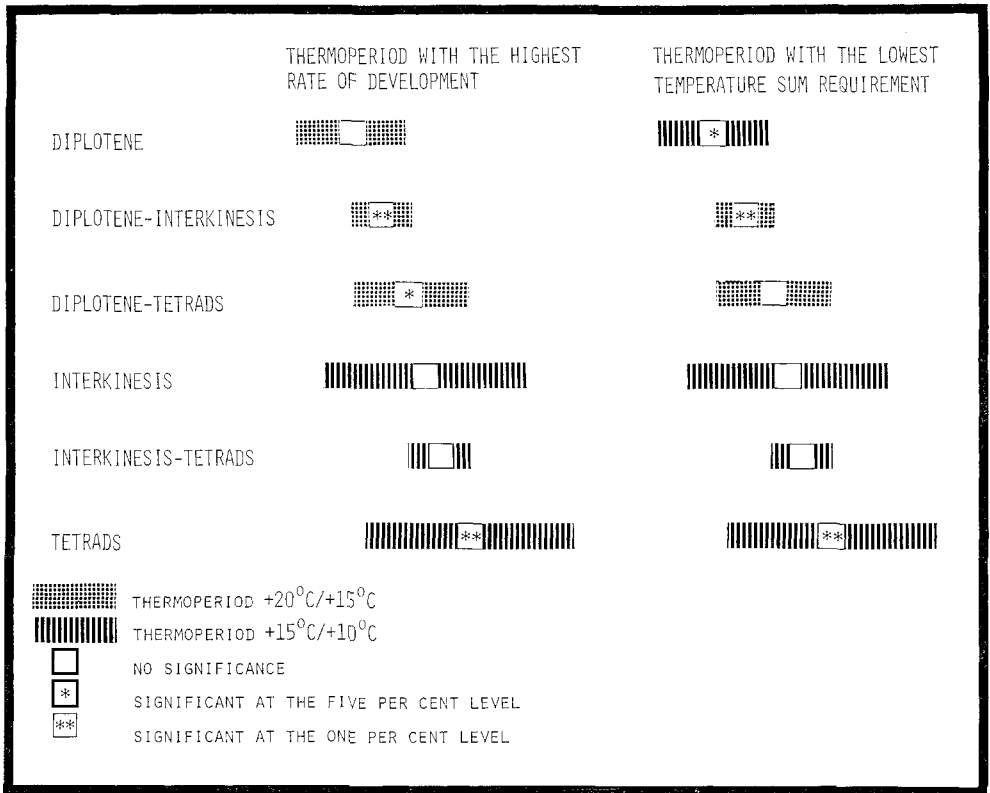 THERMOPERIOD WITH THE HIGHEST
RATE OF DEVELOPMENT
THERMOPERIOD WITH THE LOWEST
TEMPERATURE SUM REQUIREMENT
DIPLOTENE
*
DIPLOTENE-INTERKINESIS
** **
DIPLOTENE-TETRADS
*
INTERKINESIS
INTERKINESIS-TETRADS
TETRADS
** **
THERMOPERIOD +20°C/+15°C
THERMOPERIOD +15°C/+10°C
NO SIGNIFICANCE
* SIGNIFICANT AT THE FIVE PER CENT LEVEL
** SIGNIFICANT AT THE ONE PER CENT LEVEL